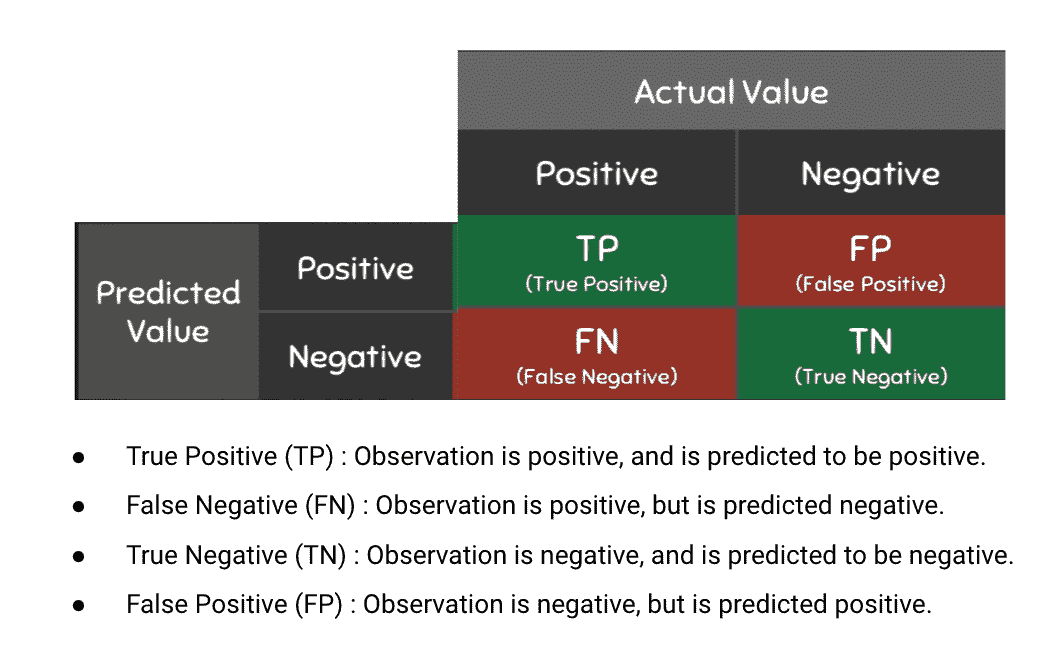 Actual Value
Positive
Negative
Predicted
Value
Positive
TP
(True Positive)
FP
(False Positive)
Negative
FN
(False Negative)
TN
(True Negative)
● True Positive (TP) : Observation is positive, and is predicted to be positive.
● False Negative (FN) : Observation is positive, but is predicted negative.
● True Negative (TN) : Observation is negative, and is predicted to be negative.
● False Positive (FP) : Observation is negative, but is predicted positive.